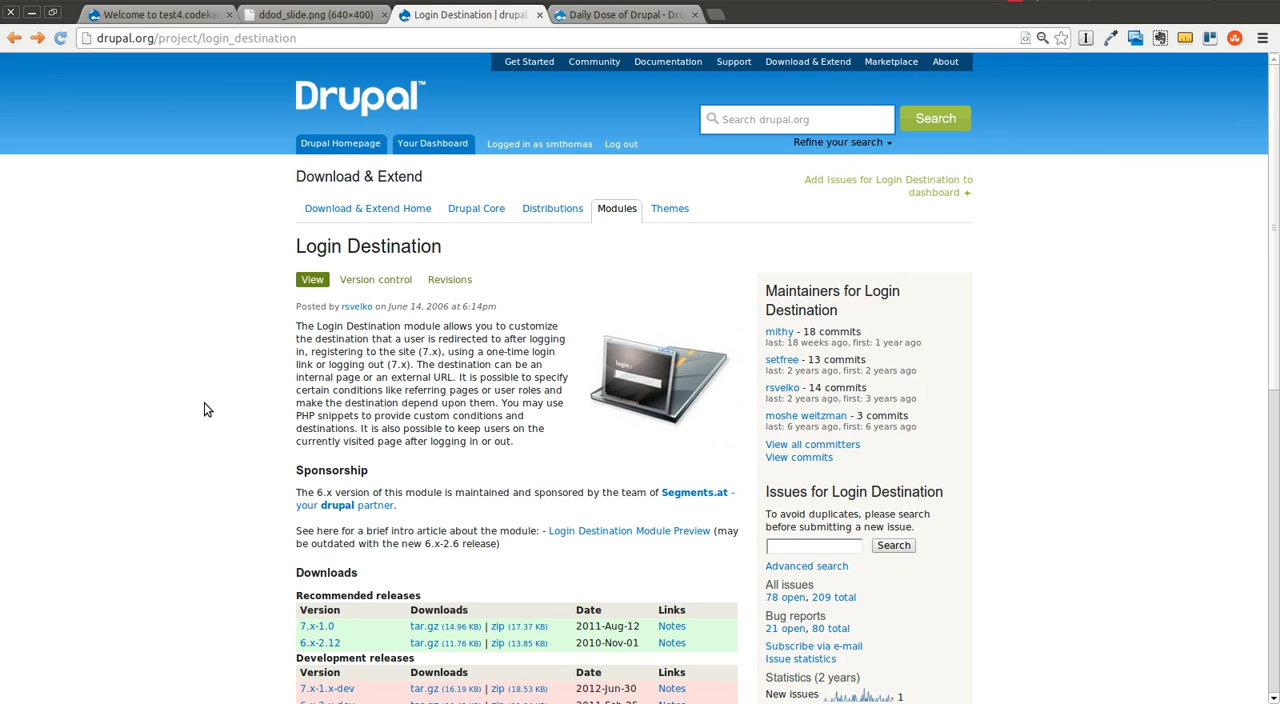 Welcome to test4.codeka
ddod_slide.png (640×400)
Login Destination | drupal.
Daily Dose of Drupal - Dru
drupal.org/project/login_destination
Get Started Community Documentation Support Download & Extend Marketplace About
Drupal™
Search drupal.org Search
Refine your search
Drupal Homepage Your Dashboard Logged in as smthomas Log out
Download & Extend
Add Issues for Login Destination to
dashboard +
Download & Extend Home Drupal Core Distributions Modules Themes
Login Destination
View Version control Revisions
Posted by rsvelko on June 14, 2006 at 6:14pm
The Login Destination module allows you to customize
the destination that a user is redirected to after logging
in, registering to the site (7.x), using a one-time login
link or logging out (7.x). The destination can be an
internal page or an external URL. It is possible to specify
certain conditions like referring pages or user roles and
make the destination depend upon them. You may use
PHP snippets to provide custom conditions and
destinations. It is also possible to keep users on the
currently visited page after logging in or out.
login:
Sponsorship
The 6.x version of this module is maintained and sponsored by the team of Segments.at -
your drupal partner.
See here for a brief intro article about the module: - Login Destination Module Preview (may
be outdated with the new 6.x-2.6 release)
Downloads
Recommended releases
Version Downloads Date Links
7.x-1.0 tar.gz (14.96 KB) | zip (17.37 KB) 2011-Aug-12 Notes
6.x-2.12 tar.gz (11.76 KB) | zip (13.85 KB) 2010-Nov-01 Notes
Development releases
Version Downloads Date Links
7.x-1.x-dev tar.gz (16.19 KB) | zip (18.53 KB) 2012-Jun-30 Notes
Maintainers for Login
Destination
mithy - 18 commits
last: 18 weeks ago, first: 1 year ago
setfree - 13 commits
last: 2 years ago, first: 2 years ago
rsvelko - 14 commits
last: 2 years ago, first: 3 years ago
moshe weitzman - 3 commits
last: 6 years ago, first: 6 years ago
View all committers
View commits
Issues for Login Destination
To avoid duplicates, please search
before submitting a new issue.
Search
Advanced search
All issues
78 open, 209 total
Bug reports
21 open, 80 total
Subscribe via e-mail
Issue statistics
Statistics (2 years)
New issues 1